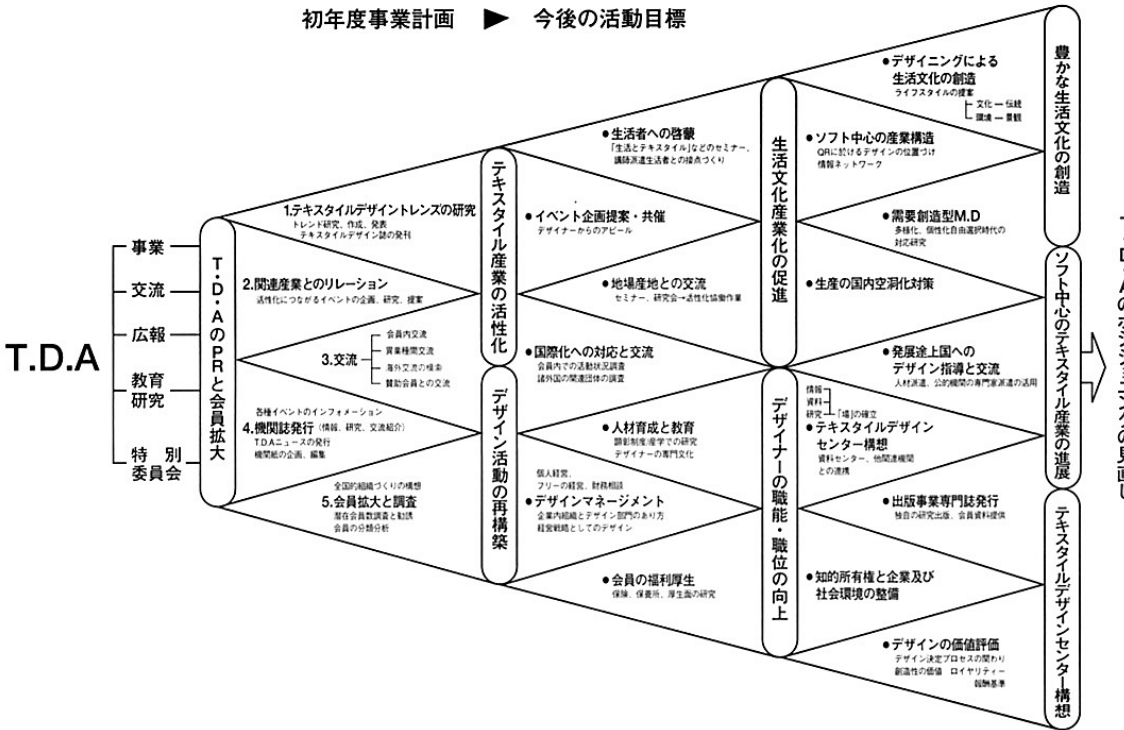 初年度事業計画 ▶ 今後の活動目標
T.D.A
事業
交流
広報
教育
研究
特別
委員会
T・D・AのPRと会員拡大
1.テキスタイルデザイントレンズの研究
トレンド研究、作成、発表
テキスタイルデザイン誌の発刊
2.関連産業とのリレーション
活性化につながるイベントの企画、研究、提案
3.交流
会員内交流
異業種間交流
海外交流の模索
賛助会員との交流
各種イベントのインフォメーション
4.機関誌発行(情報、研究、交流紹介)
T.D.Aニュースの発行
機関紙の企画、編集
全国的組織づくりの構想
5.会員拡大と調査
潜在会員数調査と勧誘
会員の分類分析
テキスタイル産業の活性化
デザイン活動の再構築
●生活者への啓蒙
「生活とテキスタイル」などのセミナー、
講師派遣生活者との接点づくり
●イベント企画提案・共催
デザイナーからのアピール
●地場産地との交流
セミナー、研究会→活性化協働作業
●国際化への対応と交流
会員内での活動状況調査
諸外国の関連団体の調査
●人材育成と教育
顕彰制度/産学での研究
デザイナーの専門文化
個人経営、
フリーの経営、財務相談
●デザインマネージメント
企業内組織とデザイン部門のあり方
経営戦略としてのデザイン
●会員の福利厚生
保険、保養所、厚生面の研究
生活文化産業化の促進
デザイナーの職能・職位の向上
●デザイニングによる
生活文化の創造
ライフスタイルの提案
文化 ― 伝統
環境 ― 景観
●ソフト中心の産業構造
QRに於けるデザインの位置づけ
情報ネットワーク
●需要創造型M.D
多様化、個性化自由選択時代の
対応研究
●生産の国内空洞化対策
●発展途上国への
デザイン指導と交流
人材派遣、公的機関の専門家派遣の活用
情報
資料
研究
「場」の確立
●テキスタイルデザイン
センター構想
資料センター、他関連機関
との連携
●出版事業専門誌発行
独自の研究出版、会員資料提供
●知的所有権と企業及び
社会環境の整備
●デザインの価値評価
デザイン決定プロセスの関わり
創造性の価値 ロイヤリティー
報酬基準
豊かな生活文化の創造
ソフト中心のテキスタイル産業の進展
テキスタイルデザインセンター構想